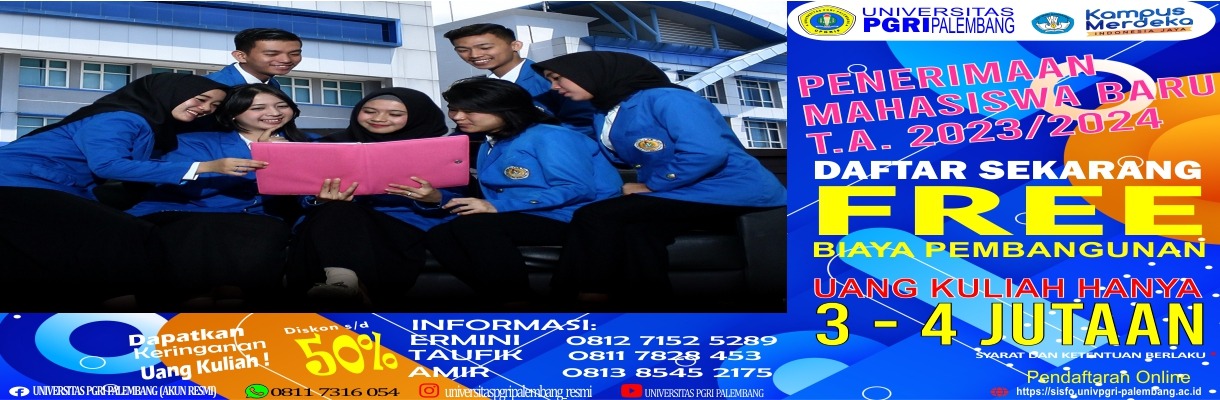 UNIVERSITAS
PGRI PALEMBANG
Kampus
Merdeka
INDONESIA JAYA
PENERIMAAN
MAHASISWA BARU
T.A. 2023/2024
DAFTAR SEKARANG
FREE
BIAYA PEMBANGUNAN
UANG KULIAH HANYA
3 - 4 JUTAAN
SYARAT DAN KETENTUAN BERLAKU *
Pendaftaran Online
https://sisfo.univpgri-palembang.ac.id
Dapatkan
Keringanan
Uang Kuliah !
Diskon s/d
50%
INFORMASI:
ERMINI 0812 7152 5289
TAUFIK 0811 7828 453
AMIR 0813 8545 2175
UNIVERSITAS PGRI PALEMBANG (AKUN RESMI)
0811 7316 054
universitaspgripalembang_resmi
UNIVERSITAS PGRI PALEMBANG